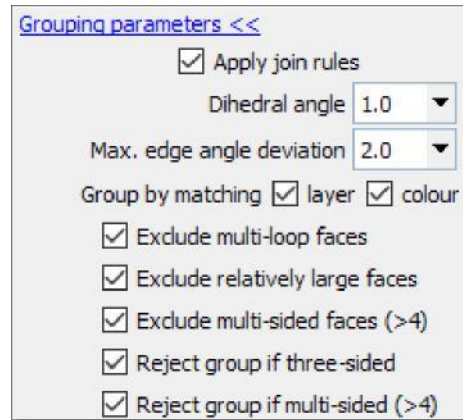 Grouping parameters <<
Apply join rules
Dihedral angle 1.0
Max. edge angle deviation 2.0
Group by matching layer colour
Exclude multi-loop faces
Exclude relatively large faces
Exclude multi-sided faces (>4)
Reject group if three-sided
Reject group if multi-sided (>4)